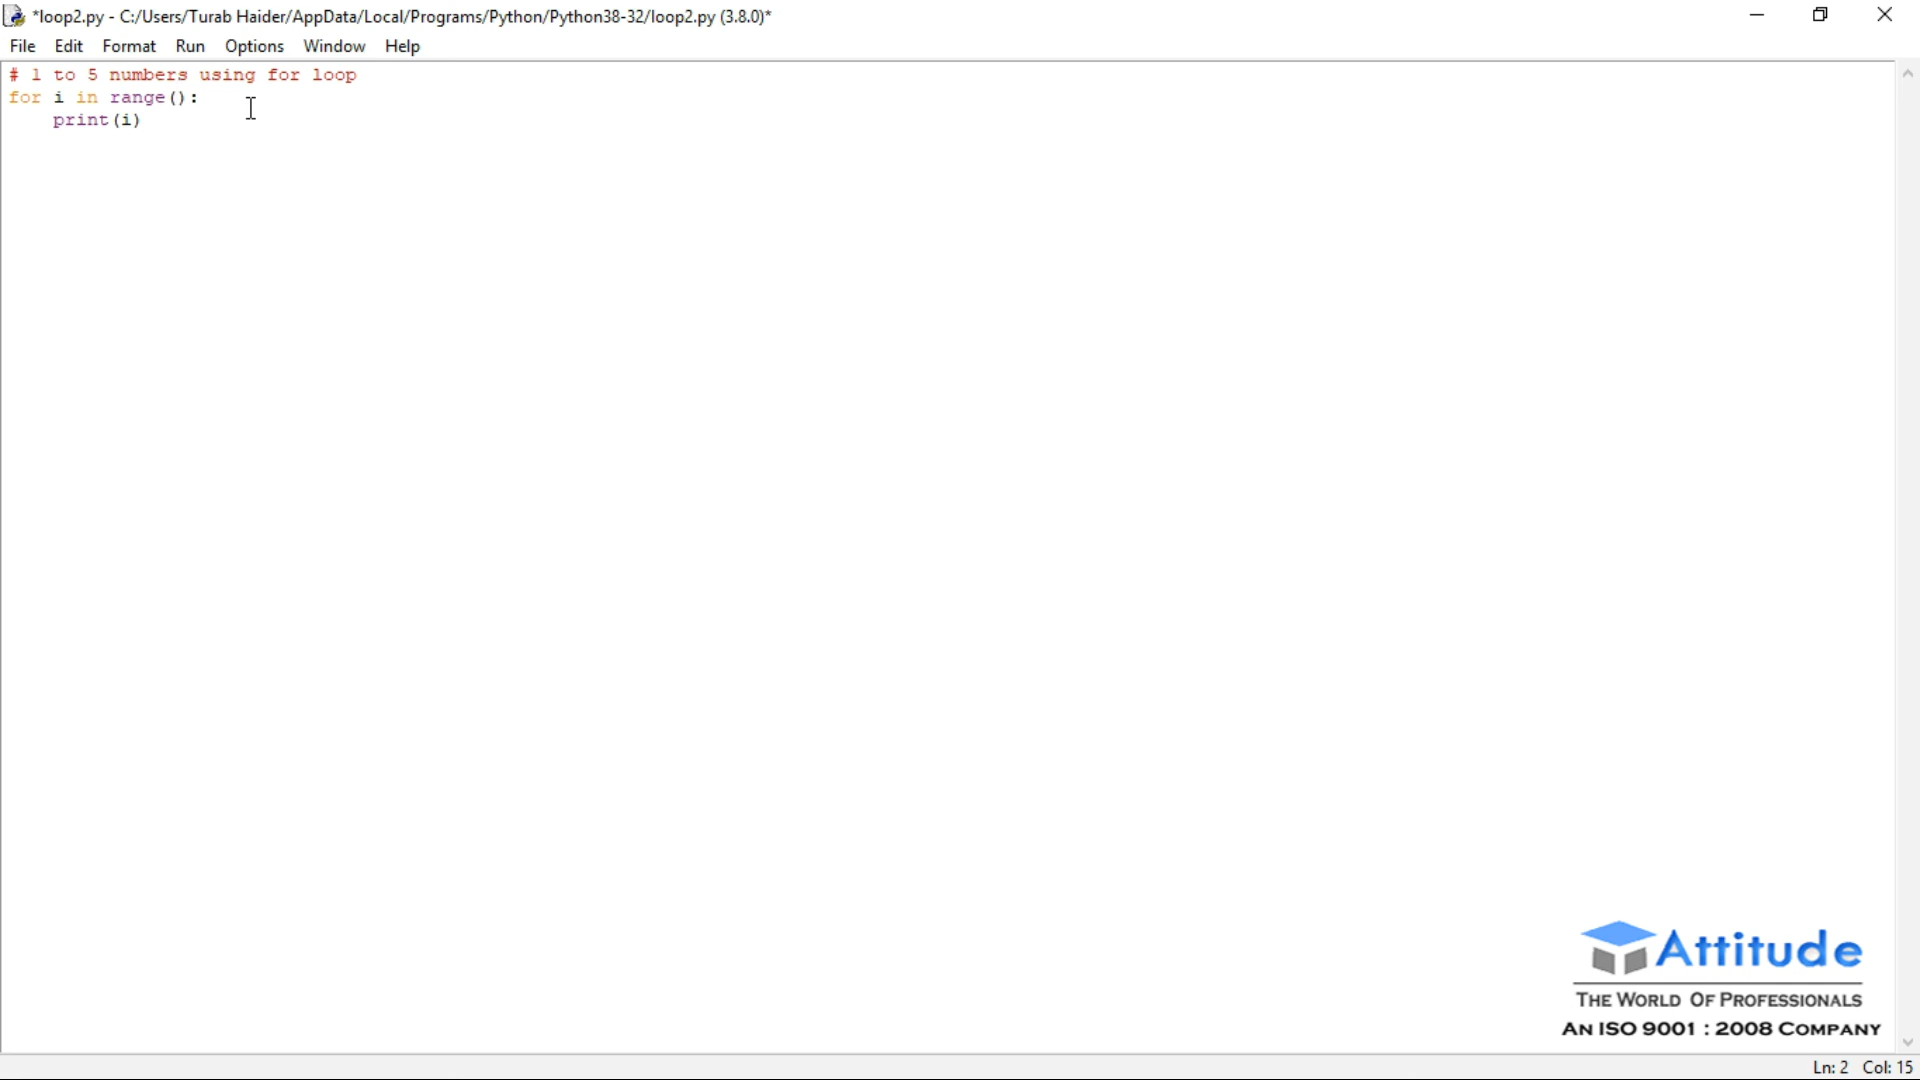 *loop2.py - C:/Users/Turab Haider/AppData/Local/Programs/Python/Python38-32/loop2.py (3.8.0)*
File Edit Format Run Options Window Help
# 1 to 5 numbers using for loop
for i in range():
    print(i)
Attitude
THE WORLD OF PROFESSIONALS
AN ISO 9001 : 2008 COMPANY
Ln: 2 Col: 15